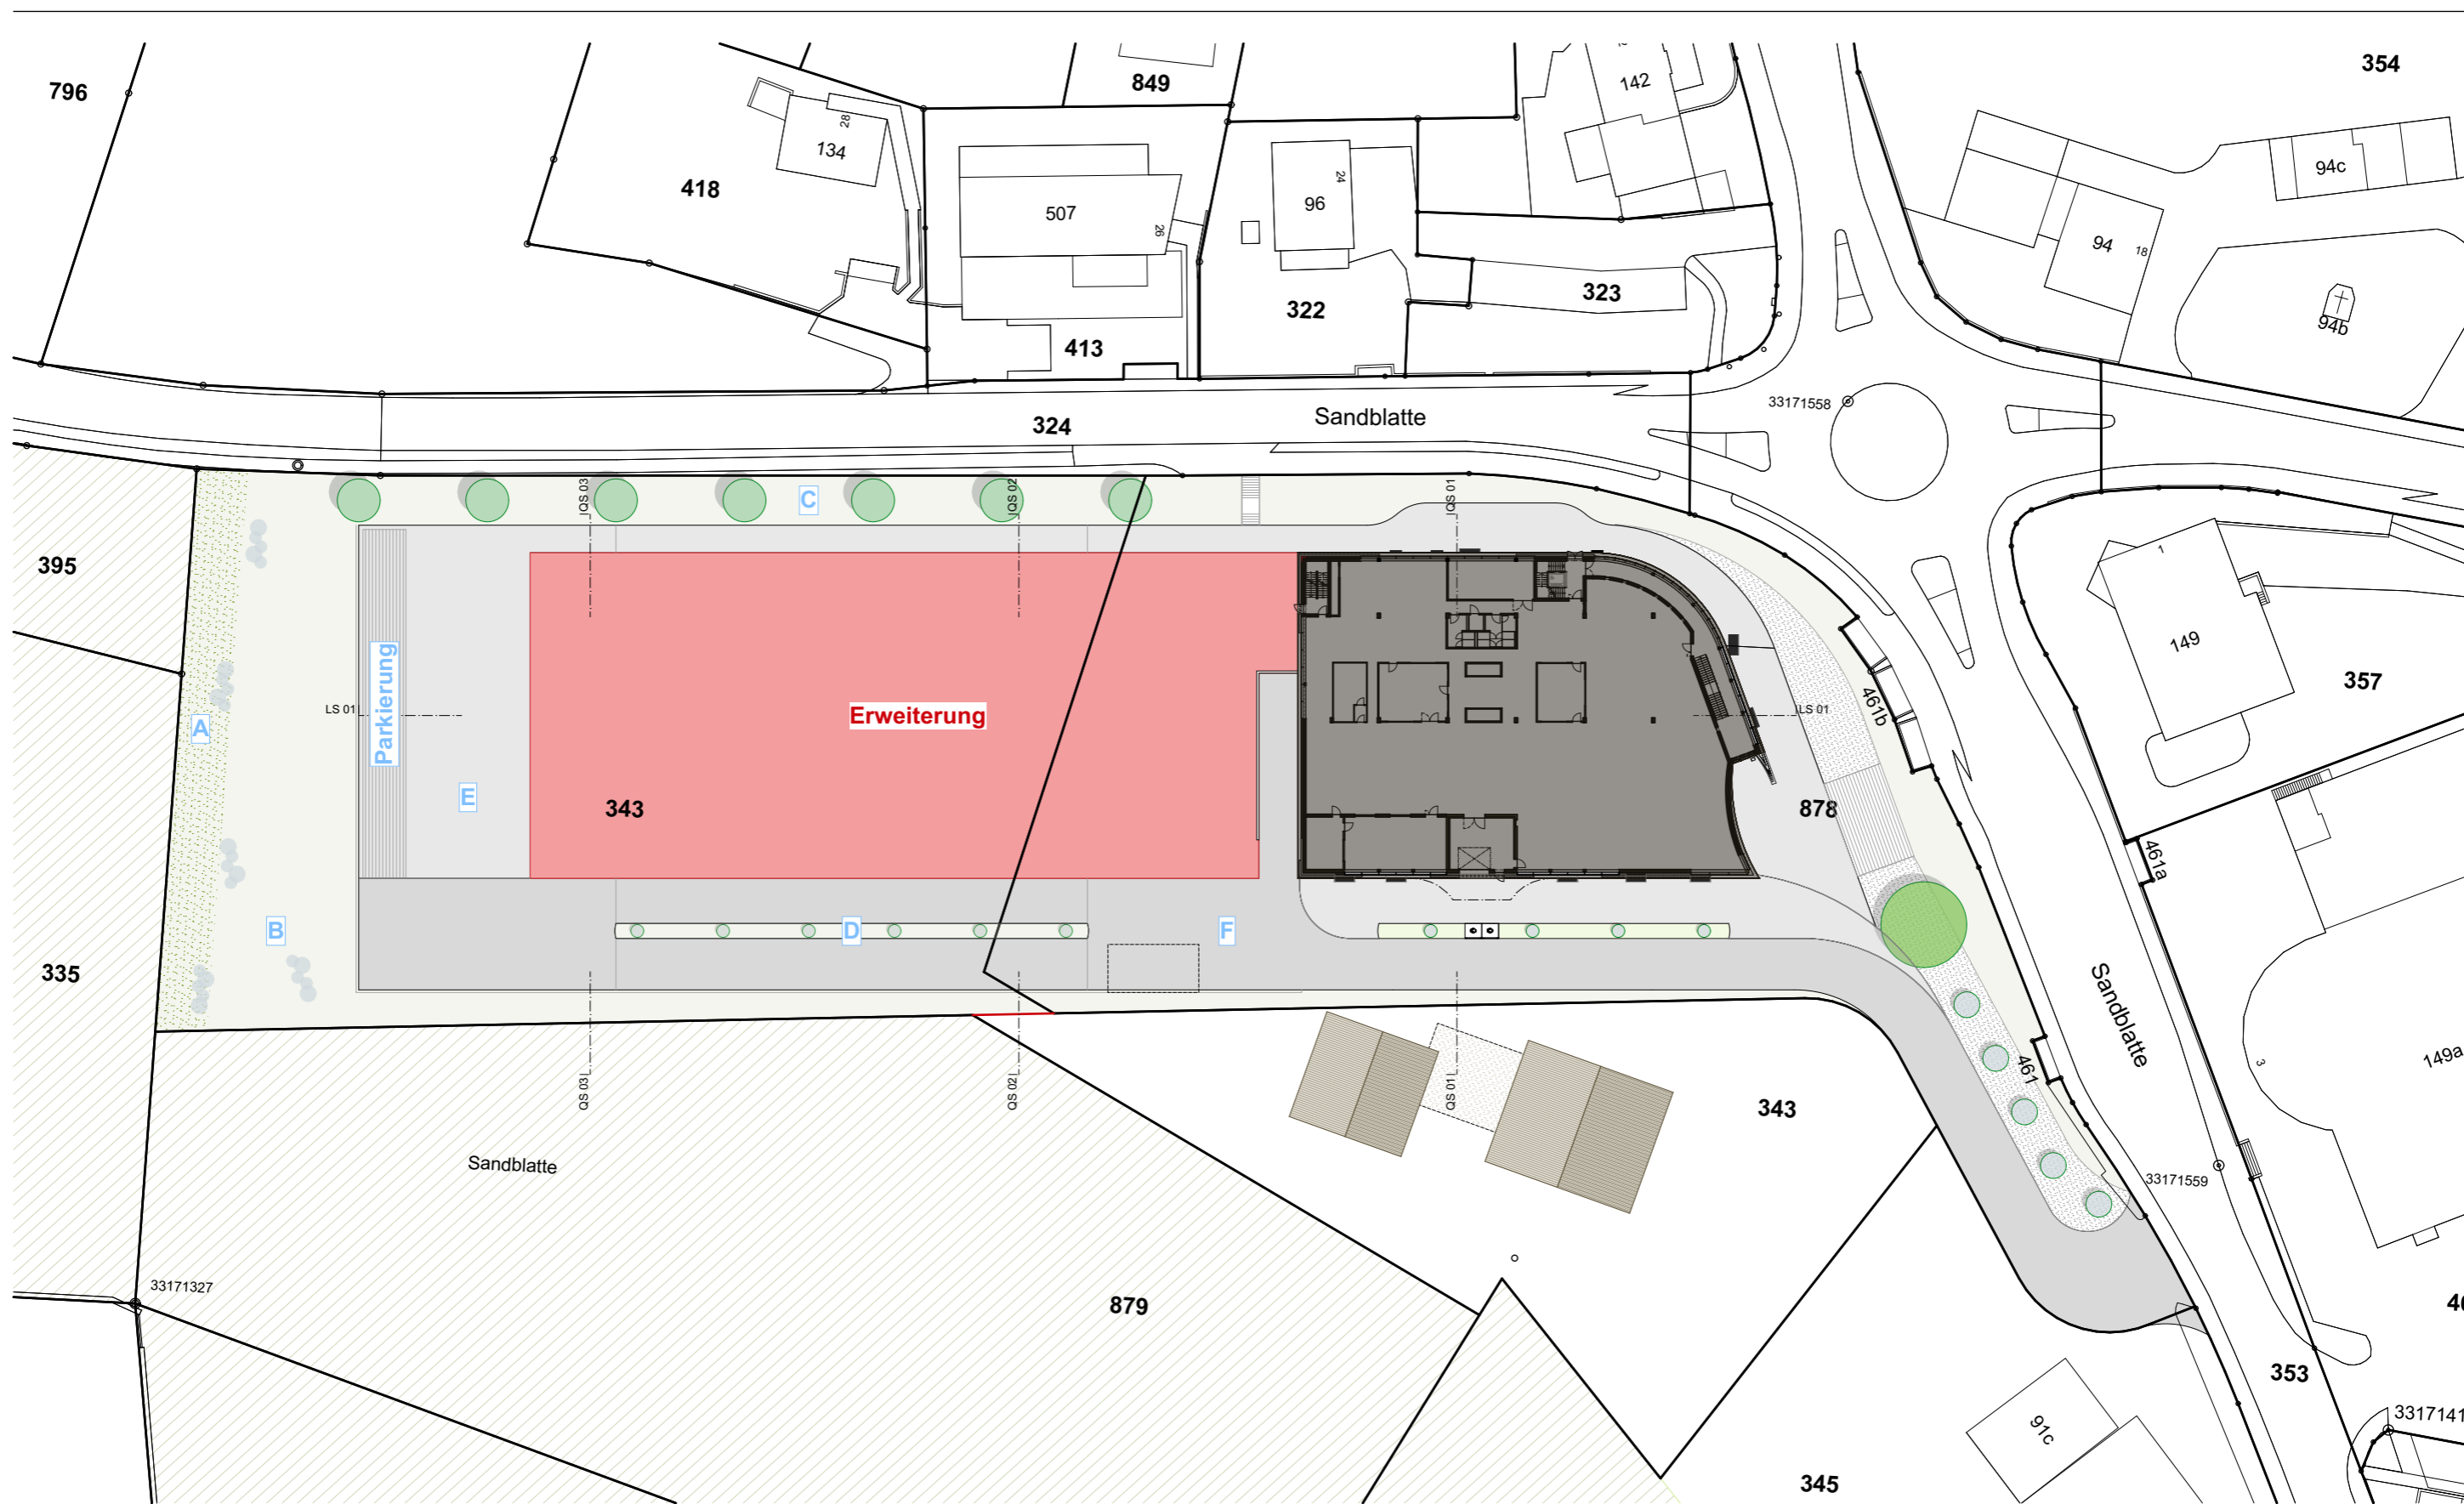 796
849
354
142
28
134
418
507
26
24
96
94c
94
18
94b
322
323
413
324
Sandblatte
33171558
QS 03
QS 02
QS 01
C
395
1
149
357
Parkierung
A
LS 01
Erweiterung
LS 01
461b
E
343
878
461a
B
D
F
335
Sandblatte
149a
3
461
QS 03
QS 02
QS 01
343
Sandblatte
33171559
33171327
879
353
91c
345